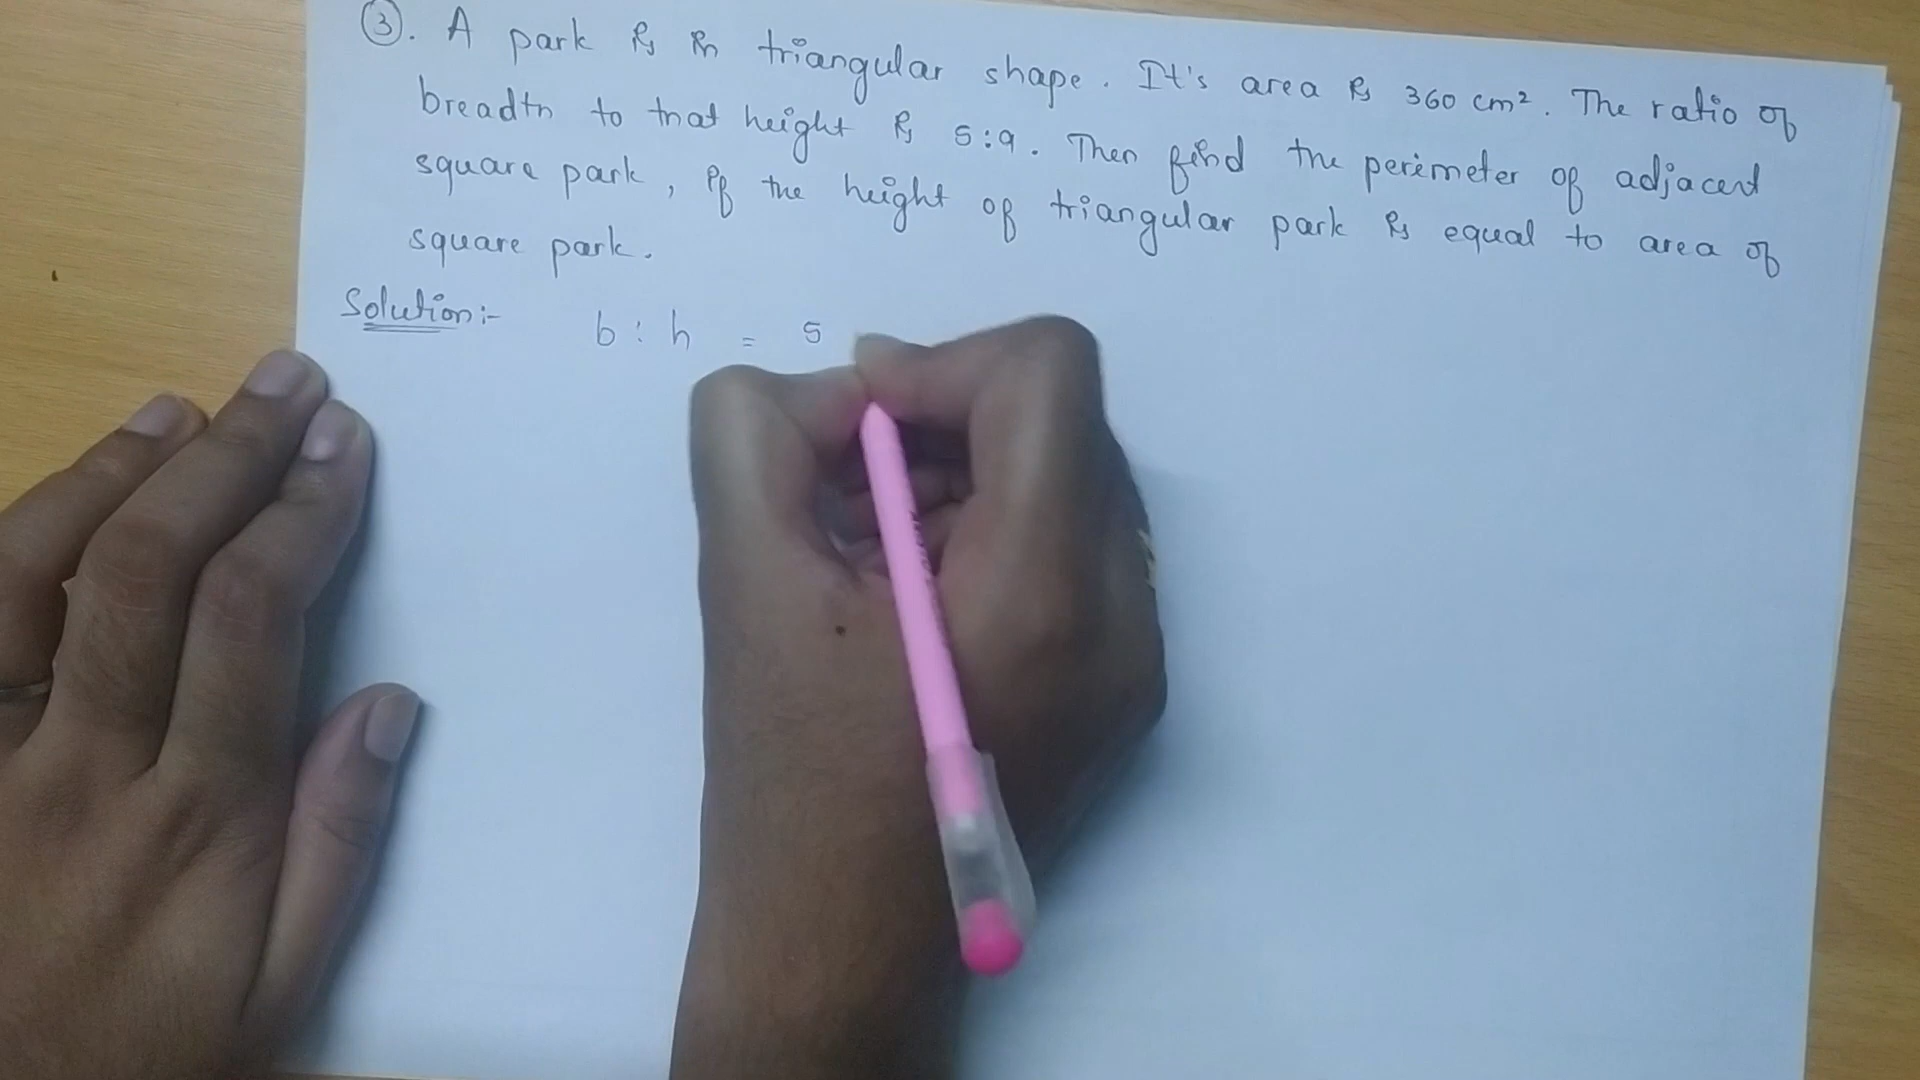 ③. A park is in triangular shape. It's area is 360 cm². The ratio of
breadth to that height is 5:9. Then find the perimeter of adjacent
square park, if the height of triangular park is equal to area of
square park.
Solution:-
b : h = 5